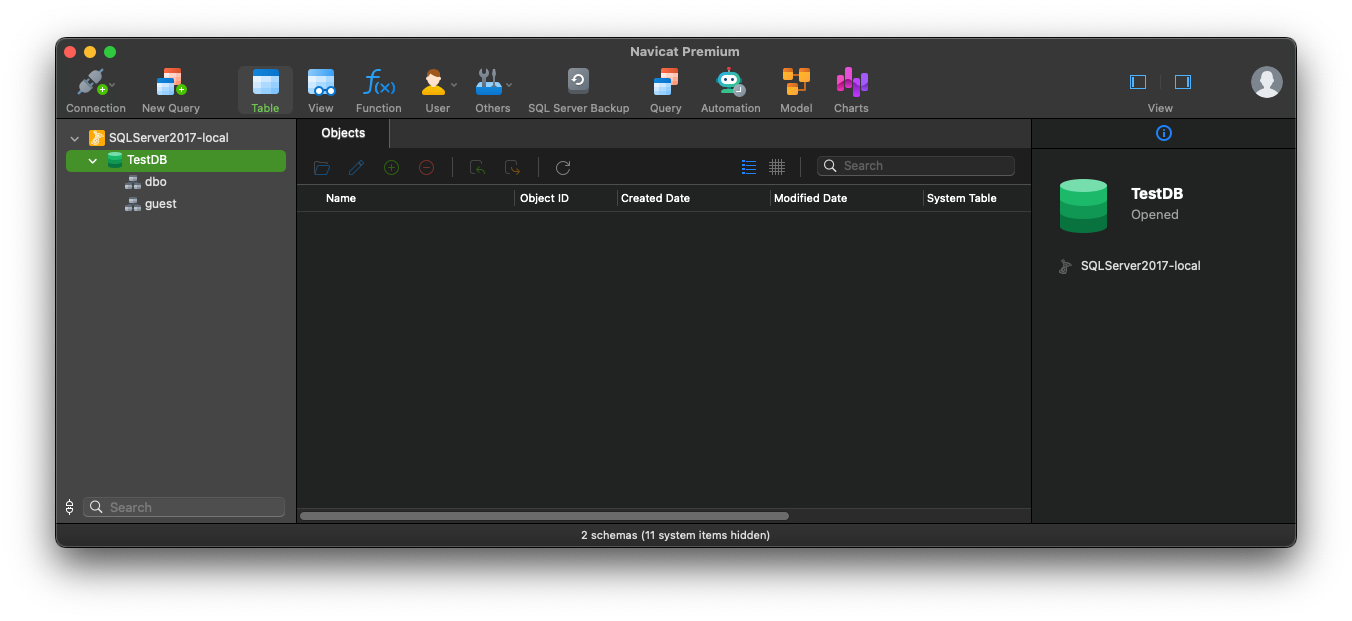 Navicat Premium
Connection New Query Table View Function User Others SQL Server Backup Query Automation Model Charts View
SQLServer2017-local
TestDB
dbo
guest
Search
Objects
Search
Name Object ID Created Date Modified Date System Table
TestDB
Opened
SQLServer2017-local
2 schemas (11 system items hidden)